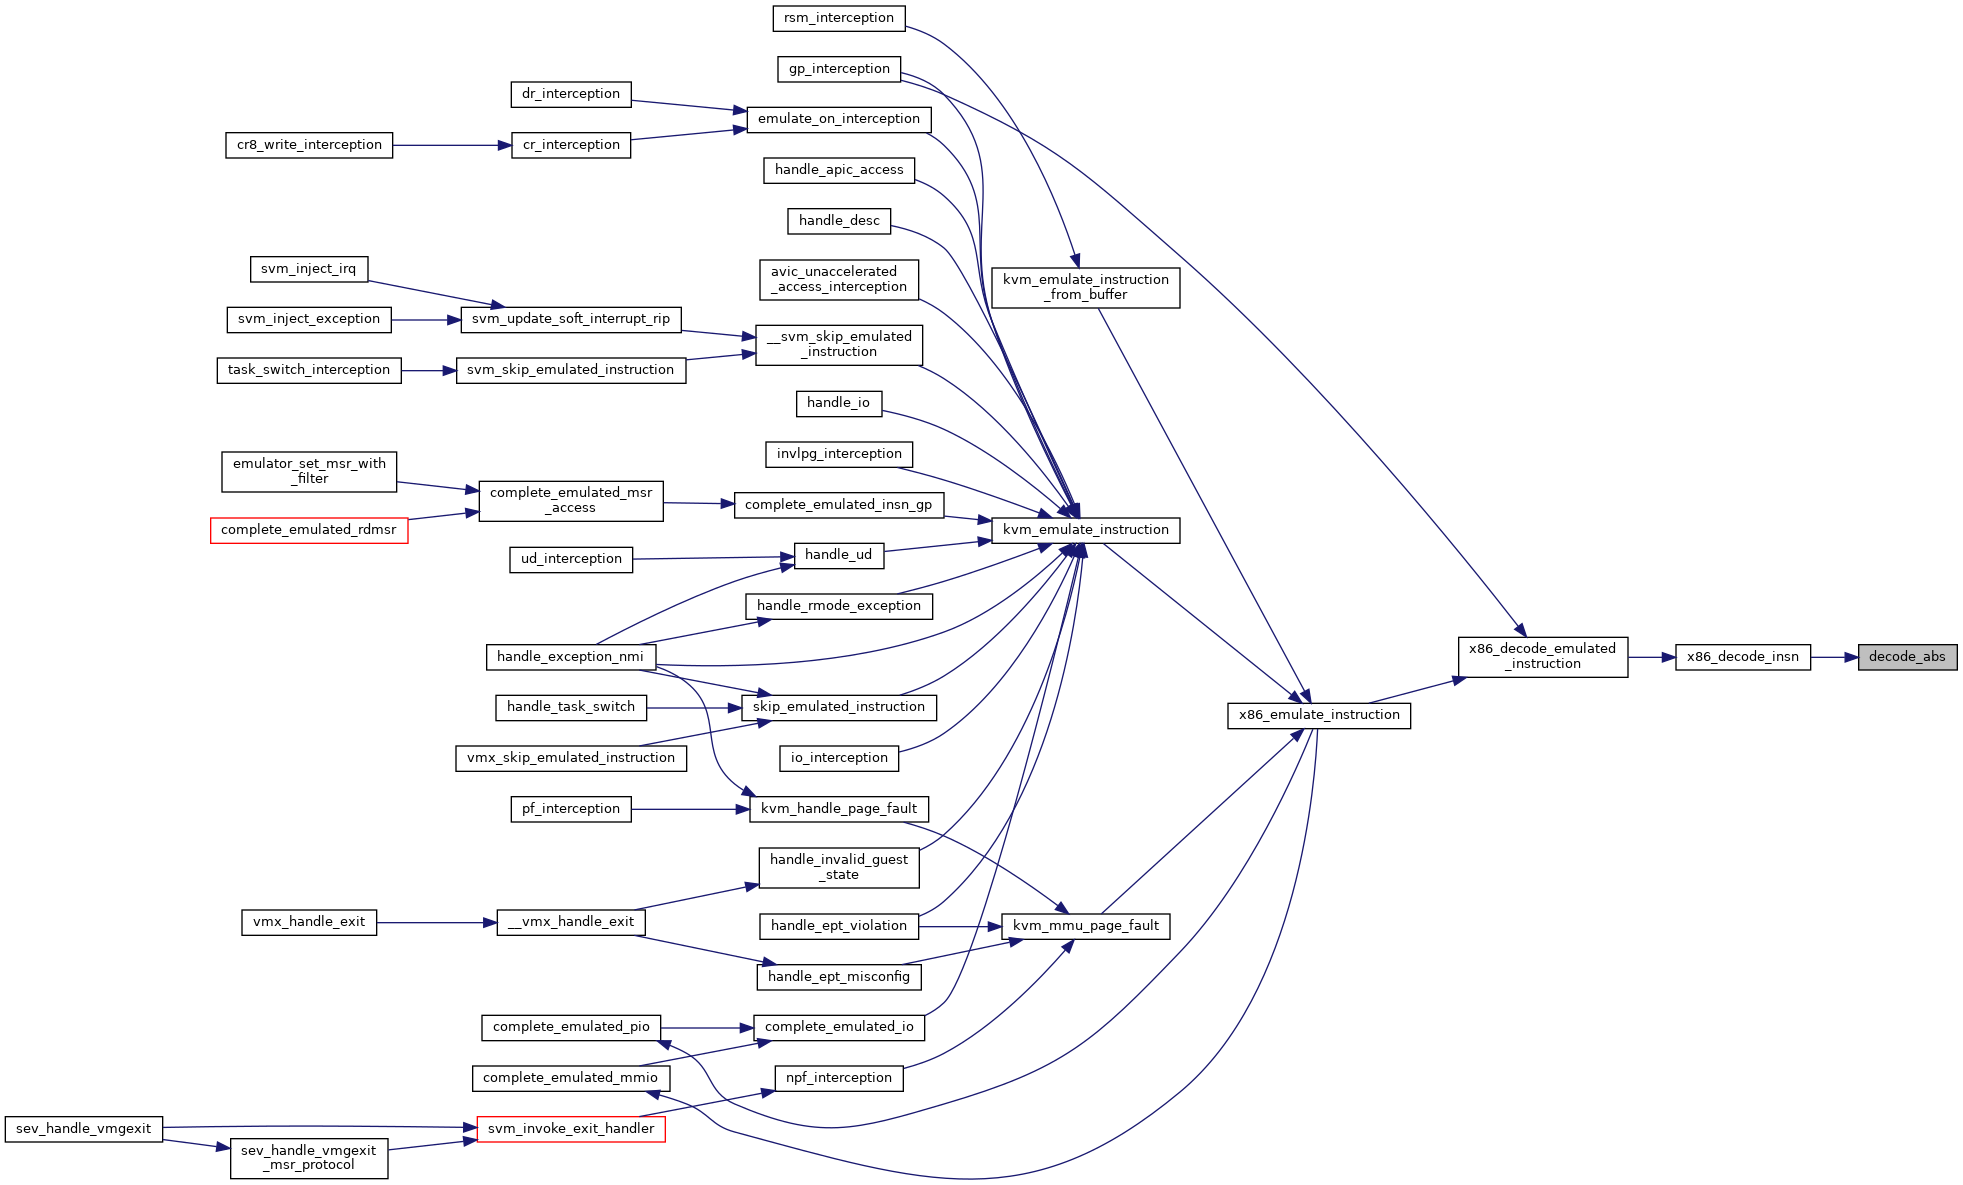 rsm_interception
gp_interception
dr_interception
emulate_on_interception
cr8_write_interception
cr_interception
handle_apic_access
handle_desc
svm_inject_irq
avic_unaccelerated
_access_interception
kvm_emulate_instruction
_from_buffer
svm_inject_exception
svm_update_soft_interrupt_rip
__svm_skip_emulated
_instruction
task_switch_interception
svm_skip_emulated_instruction
handle_io
invlpg_interception
emulator_set_msr_with
_filter
complete_emulated_msr
_access
complete_emulated_insn_gp
complete_emulated_rdmsr
kvm_emulate_instruction
ud_interception
handle_ud
handle_rmode_exception
handle_exception_nmi
x86_decode_emulated
_instruction
x86_decode_insn
decode_abs
handle_task_switch
skip_emulated_instruction
x86_emulate_instruction
vmx_skip_emulated_instruction
io_interception
pf_interception
kvm_handle_page_fault
handle_invalid_guest
_state
vmx_handle_exit
__vmx_handle_exit
handle_ept_violation
kvm_mmu_page_fault
handle_ept_misconfig
complete_emulated_pio
complete_emulated_io
complete_emulated_mmio
npf_interception
sev_handle_vmgexit
svm_invoke_exit_handler
sev_handle_vmgexit
_msr_protocol